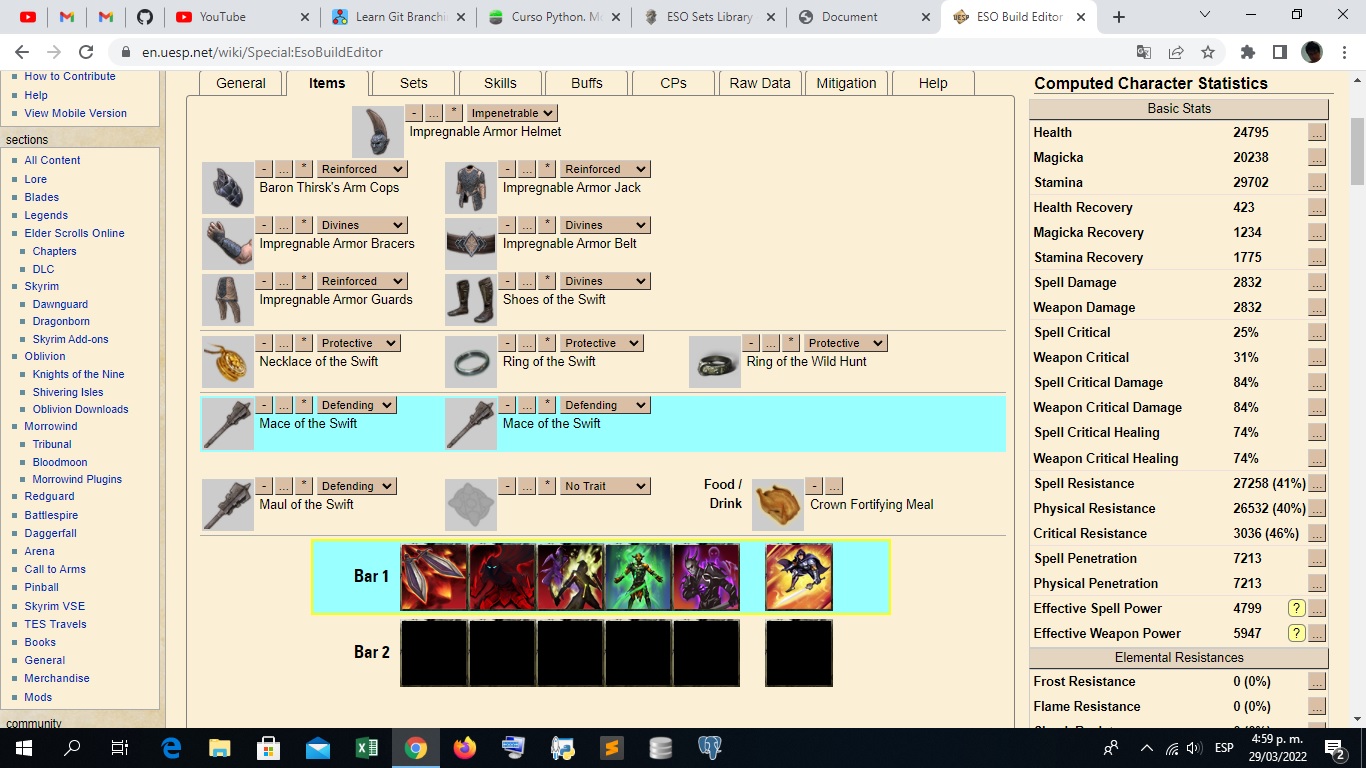 YouTube
Learn Git Branchi
Curso Python. Ma
ESO Sets Library
Document
ESO Build Editor
en.uesp.net/wiki/Special:EsoBuildEditor
How to Contribute
Help
View Mobile Version
sections
All Content
Lore
Blades
Legends
Elder Scrolls Online
Chapters
DLC
Skyrim
Dawnguard
Dragonborn
Skyrim Add-ons
Oblivion
Knights of the Nine
Shivering Isles
Oblivion Downloads
Morrowind
Tribunal
Bloodmoon
Morrowind Plugins
Redguard
Battlespire
Daggerfall
Arena
Call to Arms
Pinball
Skyrim VSE
TES Travels
Books
General
Merchandise
Mods
community
General Items Sets Skills Buffs CPs Raw Data Mitigation Help
- ... * Impenetrable
Impregnable Armor Helmet
- ... * Reinforced
Baron Thirsk's Arm Cops
- ... * Reinforced
Impregnable Armor Jack
- ... * Divines
Impregnable Armor Bracers
- ... * Divines
Impregnable Armor Belt
- ... * Reinforced
Impregnable Armor Guards
- ... * Divines
Shoes of the Swift
- ... * Protective
Necklace of the Swift
- ... * Protective
Ring of the Swift
- ... * Protective
Ring of the Wild Hunt
- ... * Defending
Mace of the Swift
- ... * Defending
Mace of the Swift
- ... * Defending
Maul of the Swift
- ... * No Trait
Food /
Drink
- ...
Crown Fortifying Meal
Bar 1
Bar 2
Computed Character Statistics
Basic Stats
Health 24795 ...
Magicka 20238 ...
Stamina 29702 ...
Health Recovery 423 ...
Magicka Recovery 1234 ...
Stamina Recovery 1775 ...
Spell Damage 2832 ...
Weapon Damage 2832 ...
Spell Critical 25% ...
Weapon Critical 31% ...
Spell Critical Damage 84% ...
Weapon Critical Damage 84% ...
Spell Critical Healing 74% ...
Weapon Critical Healing 74% ...
Spell Resistance 27258 (41%) ...
Physical Resistance 26532 (40%) ...
Critical Resistance 3036 (46%) ...
Spell Penetration 7213 ...
Physical Penetration 7213 ...
Effective Spell Power 4799 ? ...
Effective Weapon Power 5947 ? ...
Elemental Resistances
Frost Resistance 0 (0%) ...
Flame Resistance 0 (0%) ...
ESP
4:59 p. m.
29/03/2022
2